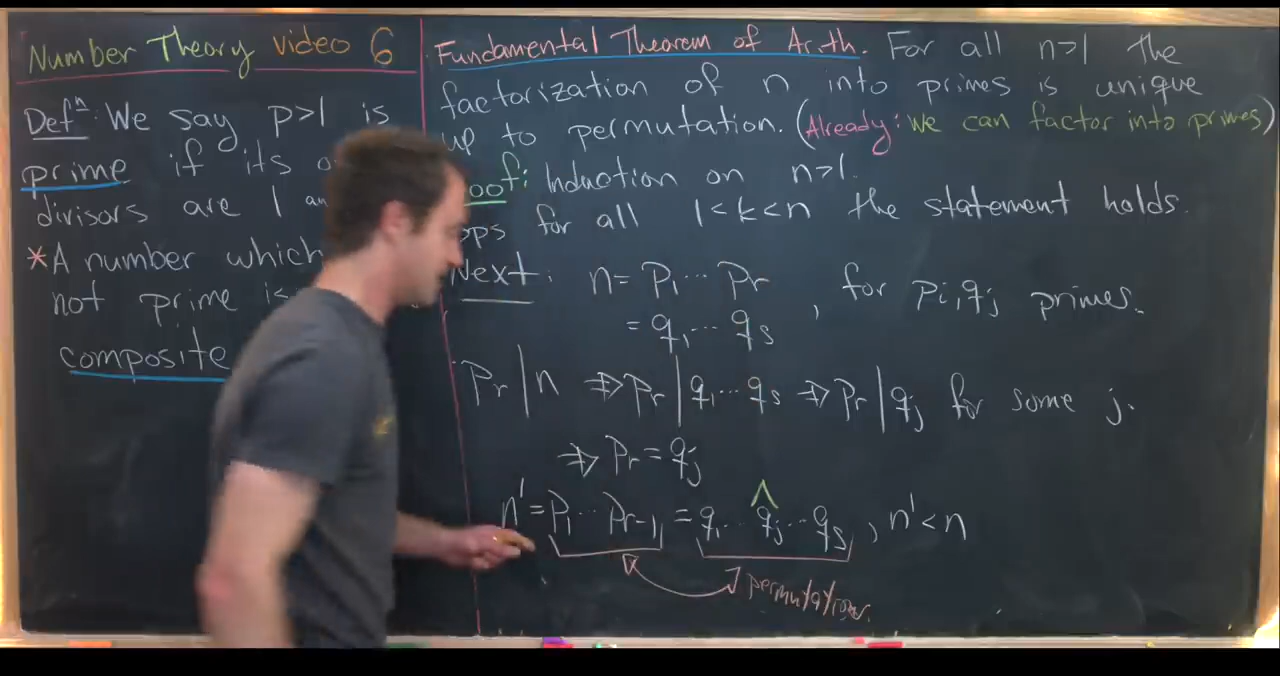 Number Theory video 6
Defⁿ: We say p>1 is
prime if its
divisors are 1
*A number which
not prime is
composite
Fundamental Theorem of Arith. For all n>1 the
factorization of n into primes is unique
up to permutation. (Already: we can factor into primes)
oof: Induction on n>1.
pps for all 1<k<n the statement holds.
Next: n = p₁ ⋯ pᵣ , for pᵢ, qⱼ primes.
= q₁ ⋯ qₛ
pᵣ | n ⇒ pᵣ | q₁ ⋯ qₛ ⇒ pᵣ | qⱼ for some j.
⇒ pᵣ = qⱼ
n' = p₁ ⋯ pᵣ₋₁ = q₁ ⋯ q̂ⱼ ⋯ qₛ , n' < n
permutation